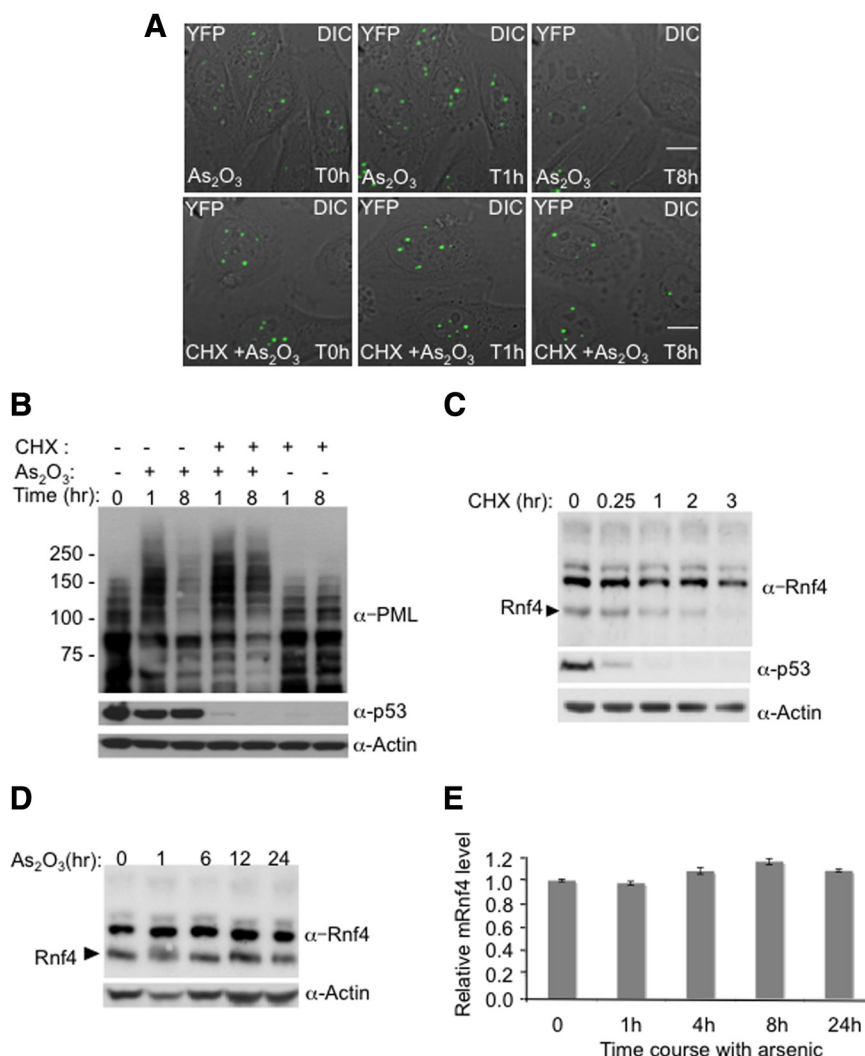 A
YFP DIC
As2O3 T0h
YFP DIC
As2O3 T1h
YFP DIC
As2O3 T8h
YFP DIC
CHX +As2O3 T0h
YFP DIC
CHX +As2O3 T1h
YFP DIC
CHX +As2O3 T8h
B
CHX : - - - + + + +
As2O3: - + + + + - -
Time (hr): 0 1 8 1 8 1 8
250 -
150 -
100 -
75 -
α−PML
α-p53
α-Actin
C
CHX (hr): 0 0.25 1 2 3
α−Rnf4
Rnf4
α-p53
α-Actin
D
As2O3(hr): 0 1 6 12 24
α−Rnf4
Rnf4
α-Actin
E
Relative mRnf4 level
1.2
1.0
0.8
0.6
0.4
0.2
0.0
0 1h 4h 8h 24h
Time course with arsenic